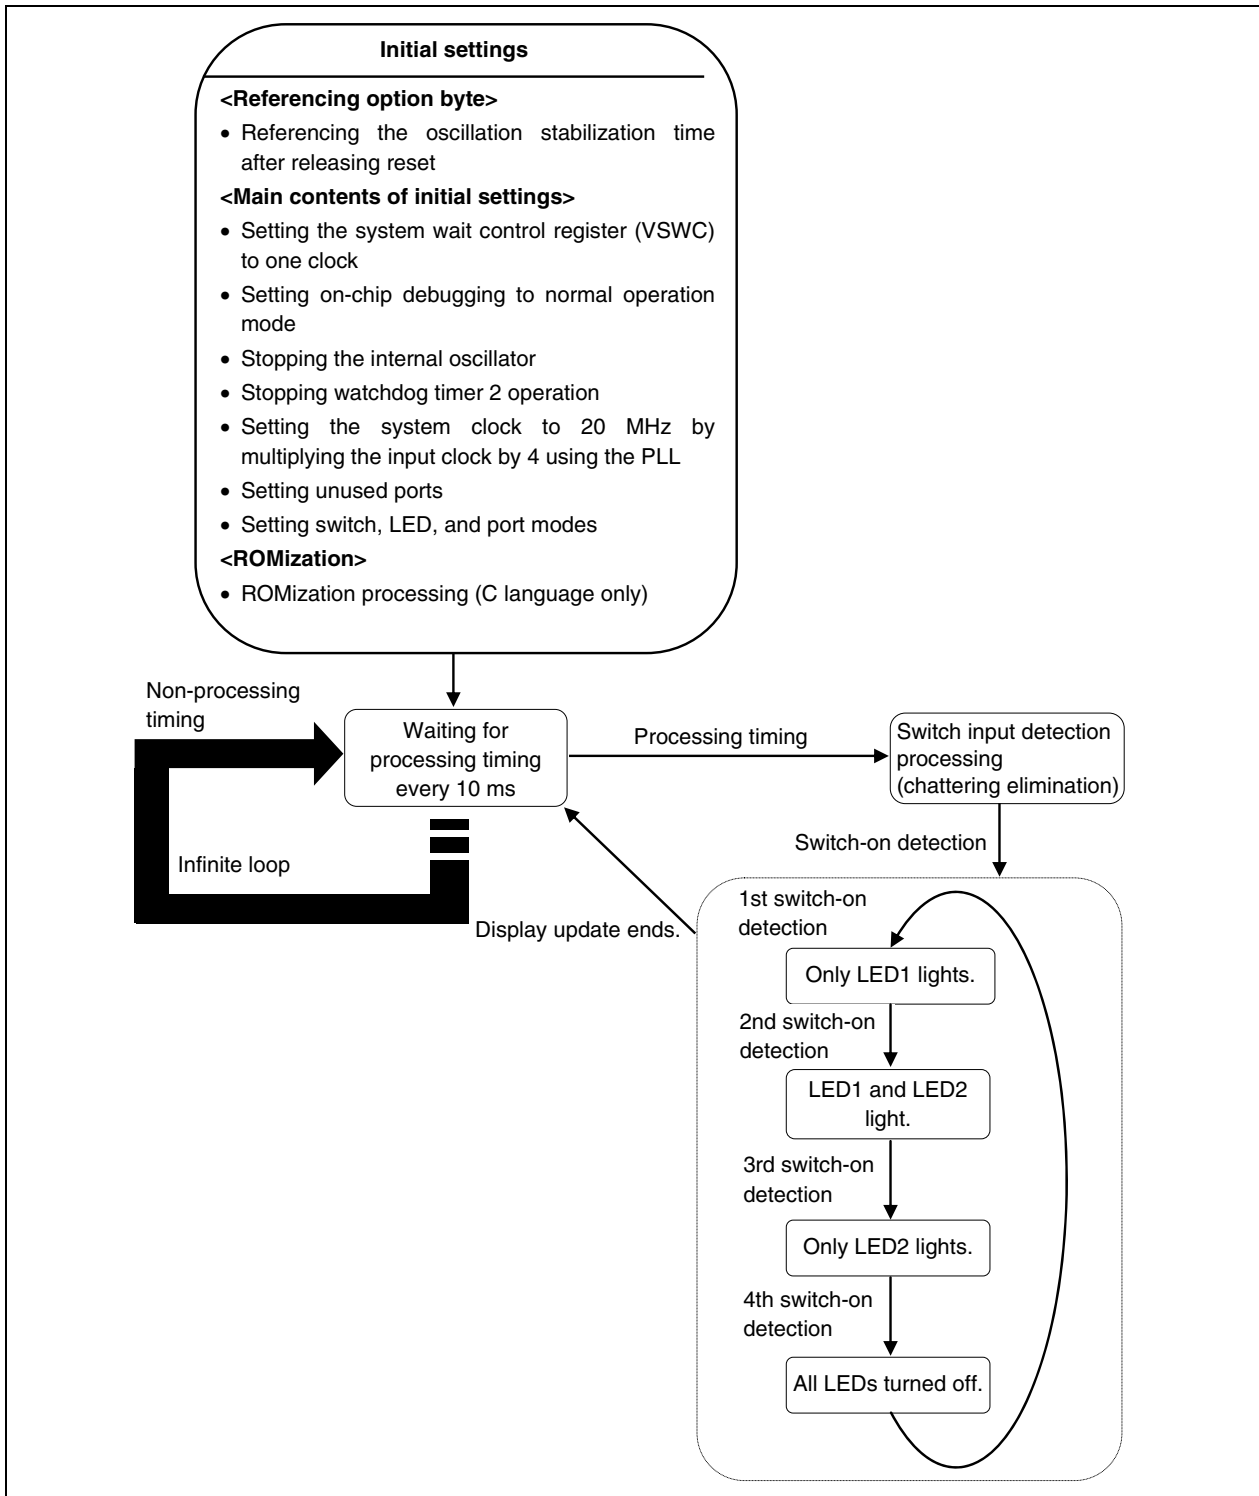 Initial settings
<Referencing option byte>
• Referencing the oscillation stabilization time
after releasing reset
<Main contents of initial settings>
• Setting the system wait control register (VSWC)
to one clock
• Setting on-chip debugging to normal operation
mode
• Stopping the internal oscillator
• Stopping watchdog timer 2 operation
• Setting the system clock to 20 MHz by
multiplying the input clock by 4 using the PLL
• Setting unused ports
• Setting switch, LED, and port modes
<ROMization>
• ROMization processing (C language only)
Non-processing
timing
Waiting for
processing timing
every 10 ms
Processing timing
Switch input detection
processing
(chattering elimination)
Infinite loop
Switch-on detection
Display update ends.
1st switch-on
detection
Only LED1 lights.
2nd switch-on
detection
LED1 and LED2
light.
3rd switch-on
detection
Only LED2 lights.
4th switch-on
detection
All LEDs turned off.